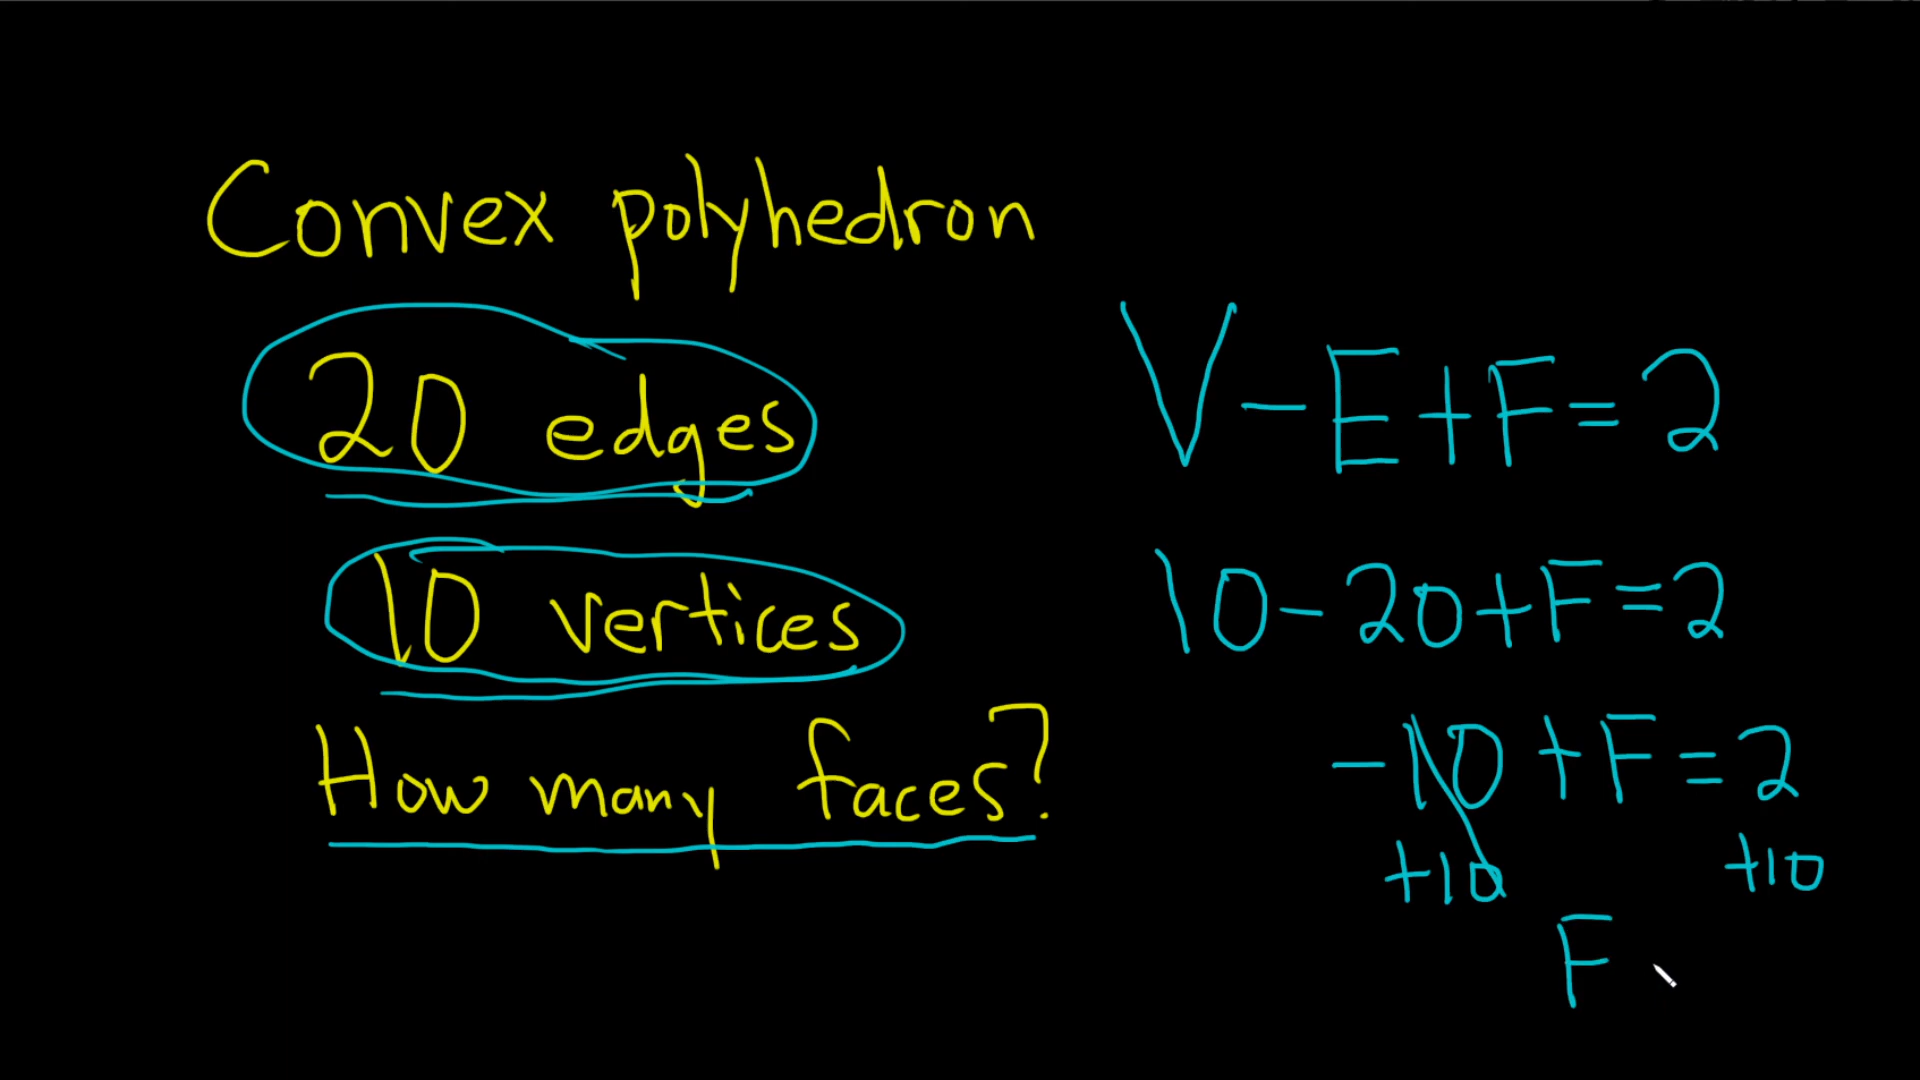 Convex polyhedron
20 edges
10 vertices
How many faces?
V-E+F=2
10-20+F=2
-10+F=2
+10 +10
F